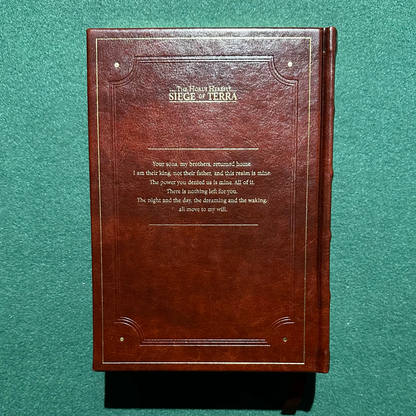 The Horus Heresy
SIEGE OF TERRA
Your sons, my brothers, returned home.
I am their king, not their father, and this realm is mine.
The power you denied us is mine. All of it.
There is nothing left for you.
The night and the day, the dreaming and the waking,
all move to my will.